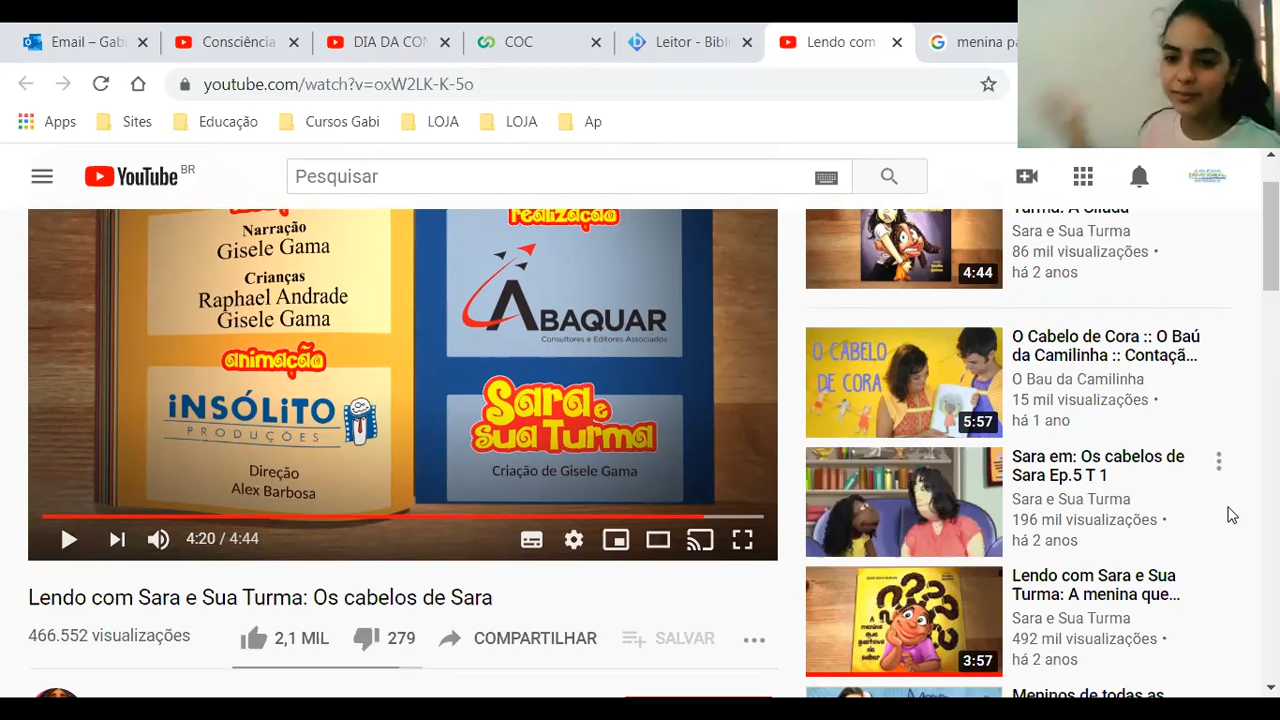 Email – Gab
Consciência
DIA DA CON
COC
Leitor - Bibl
Lendo com
menina pa
youtube.com/watch?v=oxW2LK-K-5o
Apps
Sites
Educação
Cursos Gabi
LOJA
LOJA
Ap
YouTube BR
Pesquisar
Narração
Gisele Gama
Crianças
Raphael Andrade
Gisele Gama
animação
INSÓLITO
PRODUÇÕES
Direção
Alex Barbosa
realização
ABAQUAR
Consultores e Editores Associados
Sara e
sua Turma
Criação de Gisele Gama
4:20 / 4:44
Lendo com Sara e Sua Turma: Os cabelos de Sara
466.552 visualizações
2,1 MIL
279
COMPARTILHAR
SALVAR
4:44
Turma: A Cilada
Sara e Sua Turma
86 mil visualizações •
há 2 anos
O CABELO
DE CORA
5:57
O Cabelo de Cora :: O Baú
da Camilinha :: Contaçã...
O Bau da Camilinha
15 mil visualizações •
há 1 ano
Sara em: Os cabelos de
Sara Ep.5 T 1
Sara e Sua Turma
196 mil visualizações •
há 2 anos
A menina
que
gostava
de saber
3:57
Lendo com Sara e Sua
Turma: A menina que...
Sara e Sua Turma
492 mil visualizações •
há 2 anos
Meninos de todas as